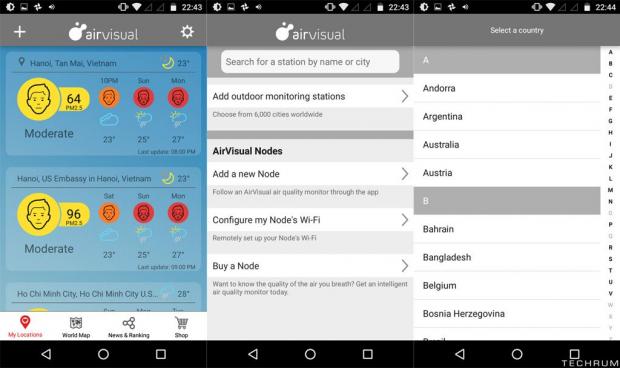 22:43
airvisual
Hanoi, Tan Mai, Vietnam 23°
64
PM2.5
Moderate
10PM Sun Mon
23° 25° 27°
Last update: 08:00 PM
Hanoi, US Embassy in Hanoi, Vietnam 23°
96
PM2.5
Moderate
Sat Sun Mon
23° 25° 27°
Last update: 09:00 PM
Ho Chi Minh City, Ho Chi Minh City U.S... 28°
My Locations World Map News & Ranking Shop
22:43
airvisual
Search for a station by name or city
Add outdoor monitoring stations
Choose from 6,000 cities worldwide
AirVisual Nodes
Add a new Node
Follow an AirVisual air quality monitor through the app
Configure my Node's Wi-Fi
Remotely set up your Node's Wi-Fi
Buy a Node
Want to know the quality of the air you breath? Get an intelligent
air quality monitor today.
22:44
Select a country
A
Andorra
Argentina
Australia
Austria
B
Bahrain
Bangladesh
Belgium
Bosnia Herzegovina
Brazil
A
B
C
D
E
F
G
H
I
J
K
L
M
N
O
P
Q
R
S
T
U
V
W
X
Y
Z
TECHRUM